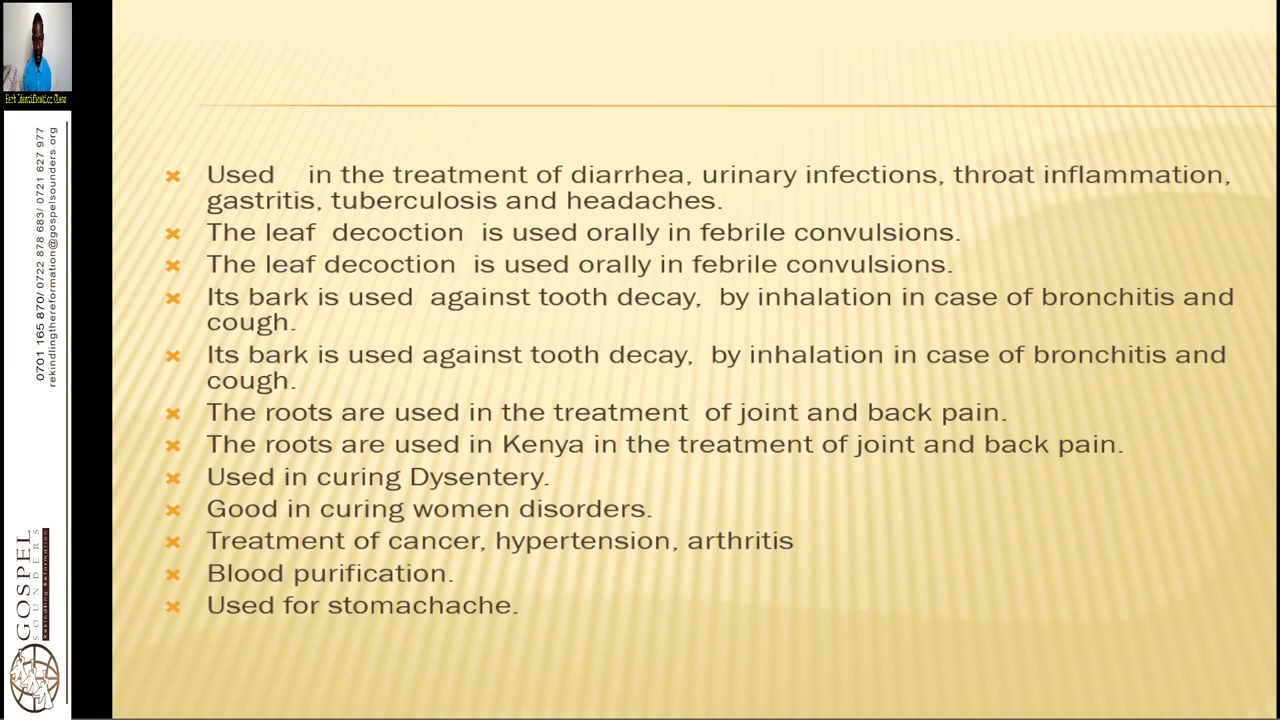 Herb Identification Class
0701 165 870/ 0722 878 683/ 0721 627 977
rekindlingthereformation@gospelsounders.org
GOSPEL
SOUNDERS
Rekindling Reformation
Used in the treatment of diarrhea, urinary infections, throat inflammation,
gastritis, tuberculosis and headaches.
The leaf decoction is used orally in febrile convulsions.
The leaf decoction is used orally in febrile convulsions.
Its bark is used against tooth decay, by inhalation in case of bronchitis and
cough.
Its bark is used against tooth decay, by inhalation in case of bronchitis and
cough.
The roots are used in the treatment of joint and back pain.
The roots are used in Kenya in the treatment of joint and back pain.
Used in curing Dysentery.
Good in curing women disorders.
Treatment of cancer, hypertension, arthritis
Blood purification.
Used for stomachache.